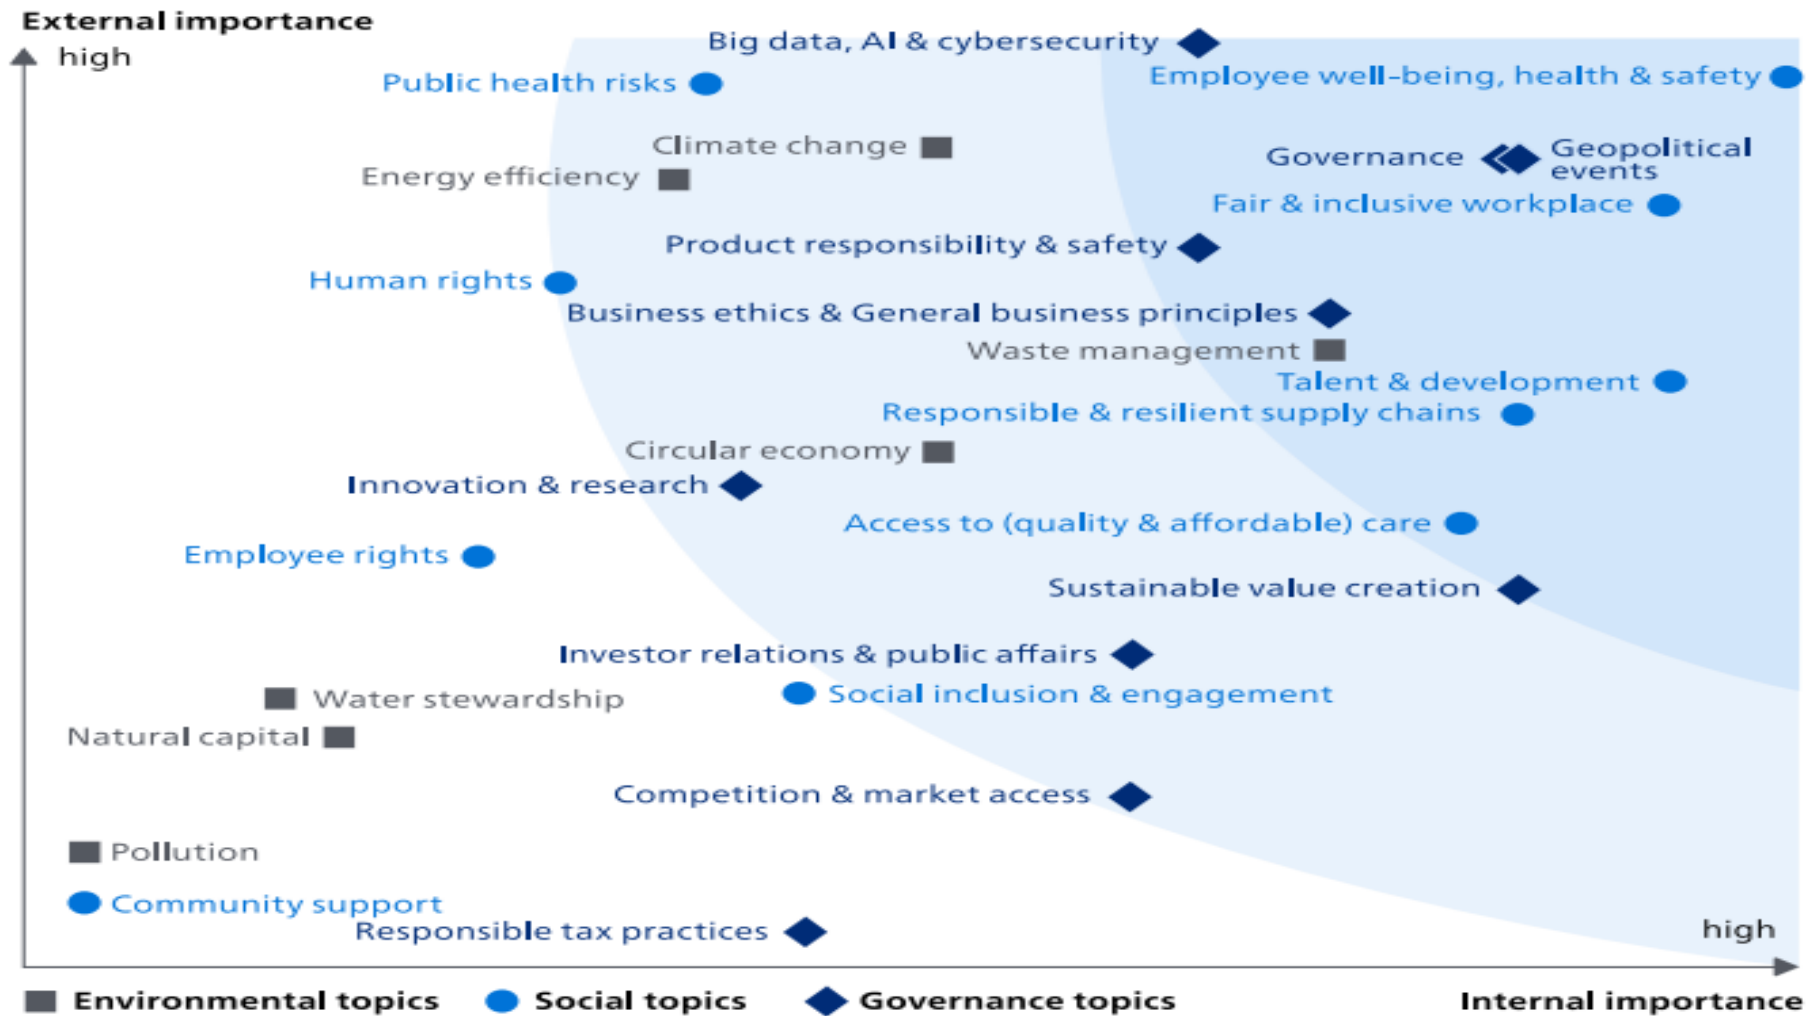 External importance
high
Big data, AI & cybersecurity
Employee well-being, health & safety
Public health risks
Climate change
Governance
Geopolitical
events
Energy efficiency
Fair & inclusive workplace
Product responsibility & safety
Human rights
Business ethics & General business principles
Waste management
Talent & development
Responsible & resilient supply chains
Circular economy
Innovation & research
Access to (quality & affordable) care
Employee rights
Sustainable value creation
Investor relations & public affairs
Social inclusion & engagement
Water stewardship
Natural capital
Competition & market access
Pollution
Community support
Responsible tax practices
high
Environmental topics
Social topics
Governance topics
Internal importance